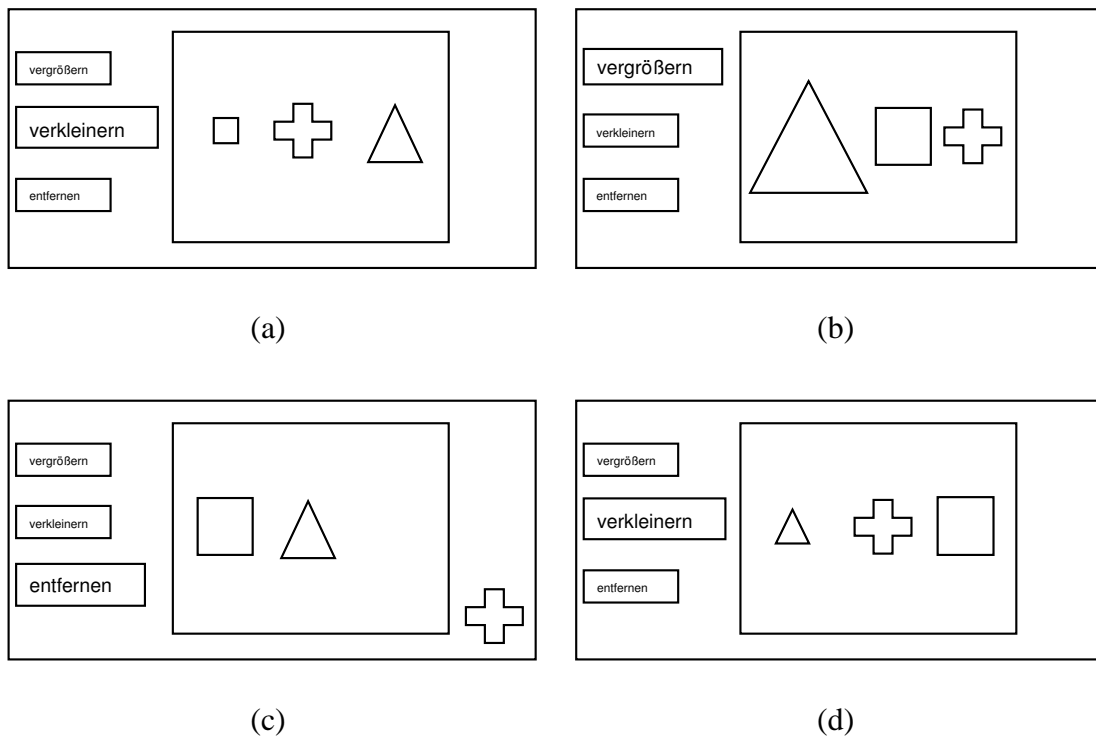 vergrößern
verkleinern
entfernen
(a)
vergrößern
verkleinern
entfernen
(b)
vergrößern
verkleinern
entfernen
(c)
vergrößern
verkleinern
entfernen
(d)